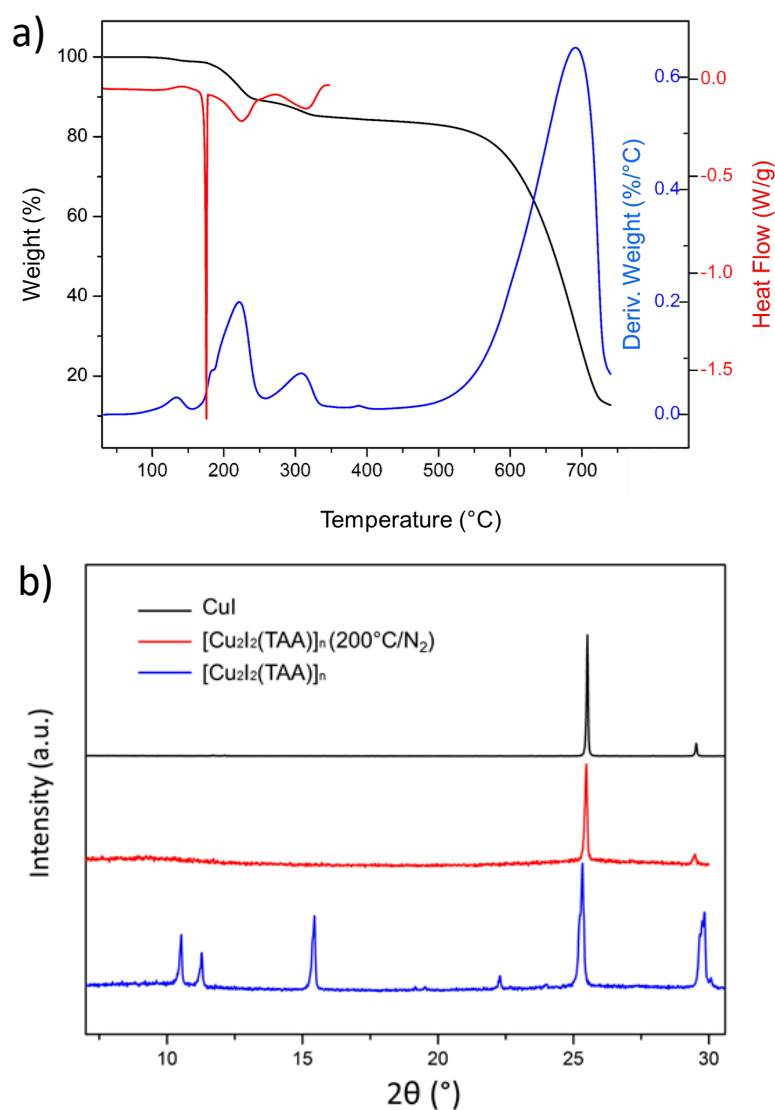 a)
100
80
60
40
20
Weight (%)
0.6
0.4
0.2
0.0
Deriv. Weight (%/°C)
0.0
-0.5
-1.0
-1.5
Heat Flow (W/g)
100 200 300 400 500 600 700
Temperature (°C)
b)
CuI
[Cu₂I₂(TAA)]ₙ (200°C/N₂)
[Cu₂I₂(TAA)]ₙ
Intensity (a.u.)
10 15 20 25 30
2θ (°)